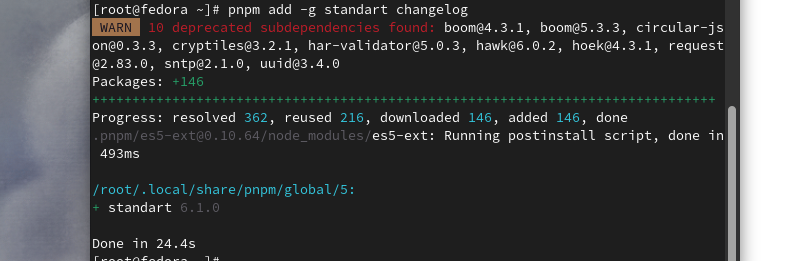 [root@fedora ~]# pnpm add -g standart changelog
WARN 10 deprecated subdependencies found: boom@4.3.1, boom@5.3.3, circular-js
on@0.3.3, cryptiles@3.2.1, har-validator@5.0.3, hawk@6.0.2, hoek@4.3.1, request
@2.83.0, sntp@2.1.0, uuid@3.4.0
Packages: +146
++++++++++++++++++++++++++++++++++++++++++++++++++++++++++++++++++++++++++++++
Progress: resolved 362, reused 216, downloaded 146, added 146, done
.pnpm/es5-ext@0.10.64/node_modules/es5-ext: Running postinstall script, done in
493ms
/root/.local/share/pnpm/global/5:
+ standart 6.1.0
Done in 24.4s
[root@fedora ~]#